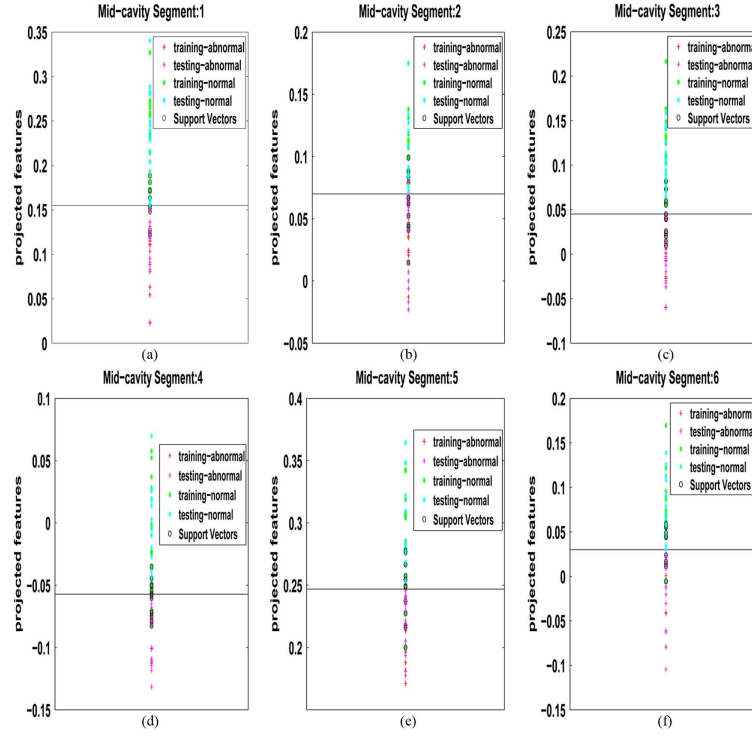 Mid-cavity Segment:1
0.35
0.3
0.25
0.2
0.15
0.1
0.05
0
projected features
training-abnormal
testing-abnormal
training-normal
testing-normal
Support Vectors
(a)
Mid-cavity Segment:2
0.2
0.15
0.1
0.05
0
-0.05
projected features
training-abnormal
testing-abnormal
training-normal
testing-normal
Support Vectors
(b)
Mid-cavity Segment:3
0.25
0.2
0.15
0.1
0.05
0
-0.05
-0.1
projected features
training-abnormal
testing-abnorma
training-normal
testing-normal
Support Vectors
(c)
Mid-cavity Segment:4
0.1
0.05
0
-0.05
-0.1
-0.15
projected features
training-abnormal
testing-abnormal
training-normal
testing-normal
Support Vectors
(d)
Mid-cavity Segment:5
0.4
0.35
0.3
0.25
0.2
projected features
training-abnormal
testing-abnormal
training-normal
testing-normal
Support Vectors
(e)
Mid-cavity Segment:6
0.2
0.15
0.1
0.05
0
-0.05
-0.1
-0.15
projected features
training-abnorma
testing-abnorma
training-normal
testing-normal
Support Vectors
(f)